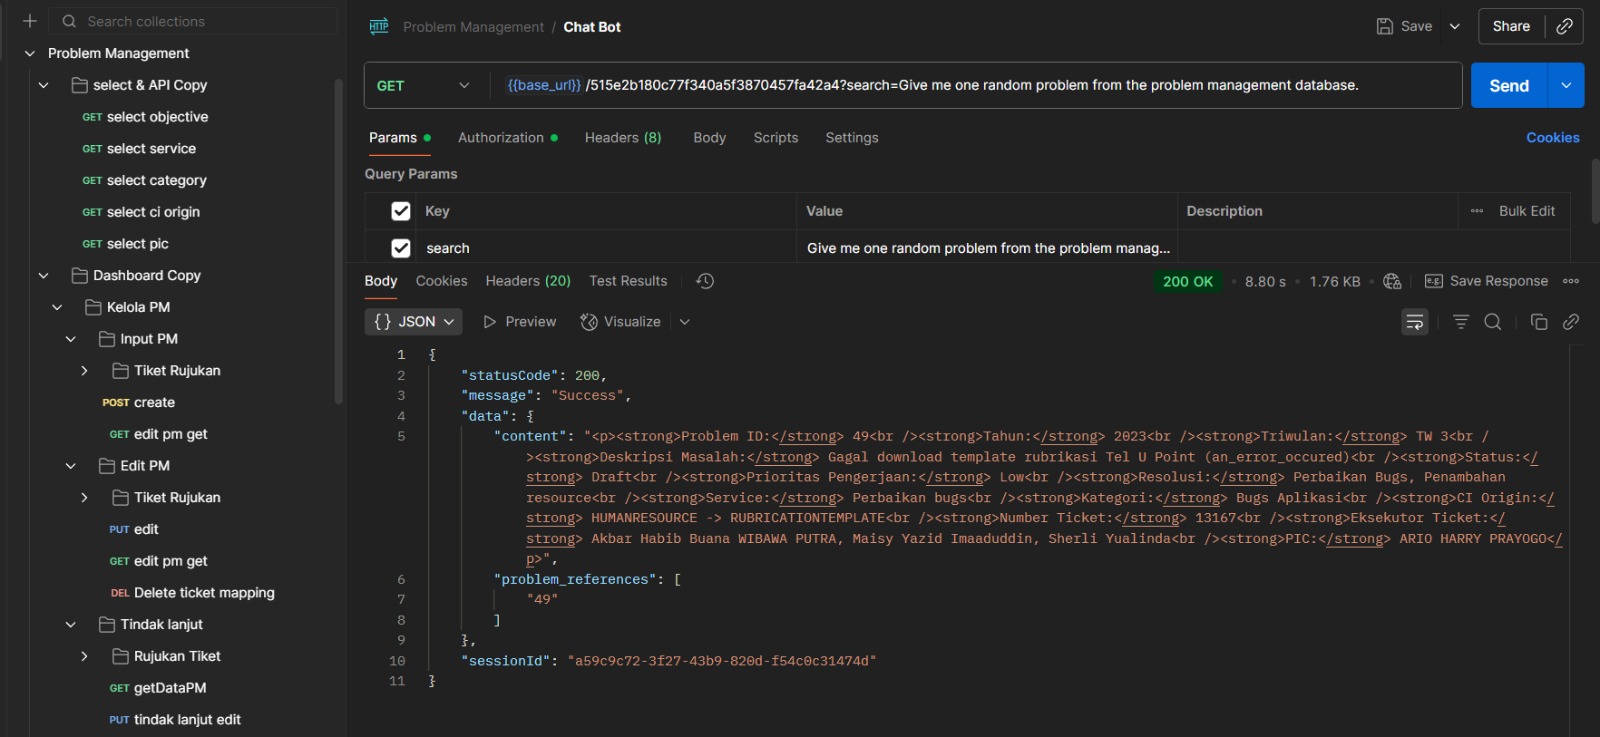 Search collections
Problem Management
select & API Copy
GET select objective
GET select service
GET select category
GET select ci origin
GET select pic
Dashboard Copy
Kelola PM
Input PM
Tiket Rujukan
POST create
GET edit pm get
Edit PM
Tiket Rujukan
PUT edit
GET edit pm get
DEL Delete ticket mapping
Tindak lanjut
Rujukan Tiket
GET getDataPM
PUT tindak lanjut edit
HTTP Problem Management / Chat Bot
Save
Share
GET {{base_url}} /515e2b180c77f340a5f3870457fa42a4?search=Give me one random problem from the problem management database.
Send
Params Authorization Headers (8) Body Scripts Settings Cookies
Query Params
Key Value Description Bulk Edit
search Give me one random problem from the problem manag...
Body Cookies Headers (20) Test Results 200 OK 8.80 s 1.76 KB e.g. Save Response
{} JSON Preview Visualize
1 {
2 "statusCode": 200,
3 "message": "Success",
4 "data": {
5 "content": "<p><strong>Problem ID:</strong> 49<br /><strong>Tahun:</strong> 2023<br /><strong>Triwulan:</strong> TW 3<br /
><strong>Deskripsi Masalah:</strong> Gagal download template rubrikasi Tel U Point (an_error_occured)<br /><strong>Status:</
strong> Draft<br /><strong>Prioritas Pengerjaan:</strong> Low<br /><strong>Resolusi:</strong> Perbaikan Bugs, Penambahan
resource<br /><strong>Service:</strong> Perbaikan bugs<br /><strong>Kategori:</strong> Bugs Aplikasi<br /><strong>CI Origin:</
strong> HUMANRESOURCE -> RUBRICATIONTEMPLATE<br /><strong>Number Ticket:</strong> 13167<br /><strong>Eksekutor Ticket:</
strong> Akbar Habib Buana WIBAWA PUTRA, Maisy Yazid Imaaduddin, Sherli Yualinda<br /><strong>PIC:</strong> ARIO HARRY PRAYOGO</
p>",
6 "problem_references": [
7 "49"
8 ]
9 },
10 "sessionId": "a59c9c72-3f27-43b9-820d-f54c0c31474d"
11 }